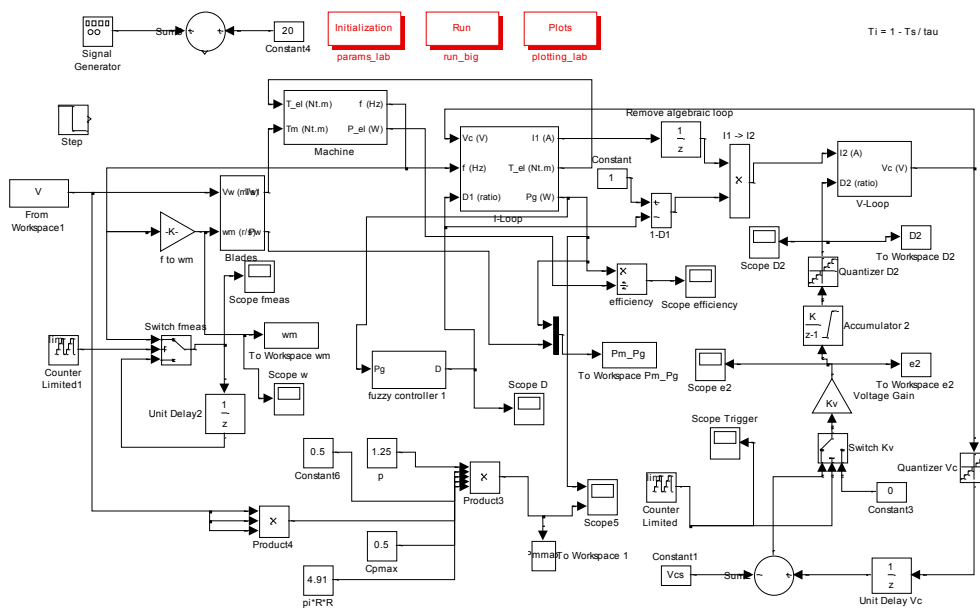 Signal
Generator
Sum3
20
Constant4
Initialization
params_lab
Run
run_big
Plots
plotting_lab
Ti = 1 - Ts / tau
Step
T_el (Nt.m)
Tm (Nt.m)
f (Hz)
P_el (W)
Machine
Vc (V)
f (Hz)
D1 (ratio)
I1 (A)
T_el (Nt.m)
Pg (W)
I-Loop
Remove algebraic loop
1
z
I1 -> I2
×
Constant
1
+
−
1-D1
I2 (A)
D2 (ratio)
Vc (V)
V-Loop
V
From
Workspace1
-K-
f to wm
Vw (m/s)
wm (r/s)
Blades
Scope fmeas
Scope D2
D2
To Workspace D2
Quantizer D2
×
÷
efficiency
Scope efficiency
K
z-1
Accumulator 2
Counter
Limited1
Switch fmeas
wm
To Workspace wm
Scope w
1
z
Unit Delay2
Pg
D
fuzzy controller 1
Scope D
Pm_Pg
To Workspace Pm_Pg
Scope e2
e2
To Workspace e2
Kv
Voltage Gain
Scope Trigger
Switch Kv
Quantizer Vc
0.5
Constant6
1.25
p
×
Product3
Scope5
Counter
Limited
0
Constant3
×
Product4
0.5
Cpmax
Pmmax
To Workspace 1
4.91
pi*R*R
Constant1
Vcs
Sum2
1
z
Unit Delay Vc